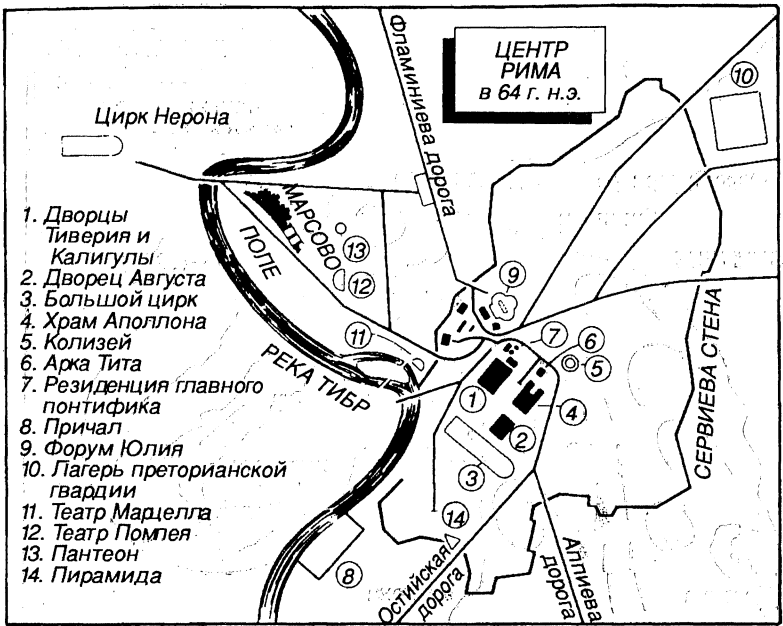 ЦЕНТР
РИМА
в 64 г. н.э.
Фламиниева дорога
10
Цирк Нерона
МАРСОВО
ПОЛЕ
13
12
9
11
7
6
5
РЕКА ТИБР
СЕРВИЕВА СТЕНА
1
4
2
3
14
8
Остийская
дорога
Аппиева
дорога
1. Дворцы
Тиверия и
Калигулы
2. Дворец Августа
3. Большой цирк
4. Храм Аполлона
5. Колизей
6. Арка Тита
7. Резиденция главного
понтифика
8. Причал
9. Форум Юлия
10. Лагерь преторианской
гвардии
11. Театр Марцелла
12. Театр Помпея
13. Пантеон
14. Пирамида